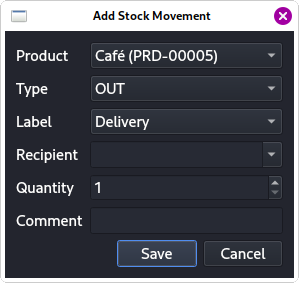 Add Stock Movement
Product Café (PRD-00005)
Type OUT
Label Delivery
Recipient
Quantity 1
Comment
Save Cancel